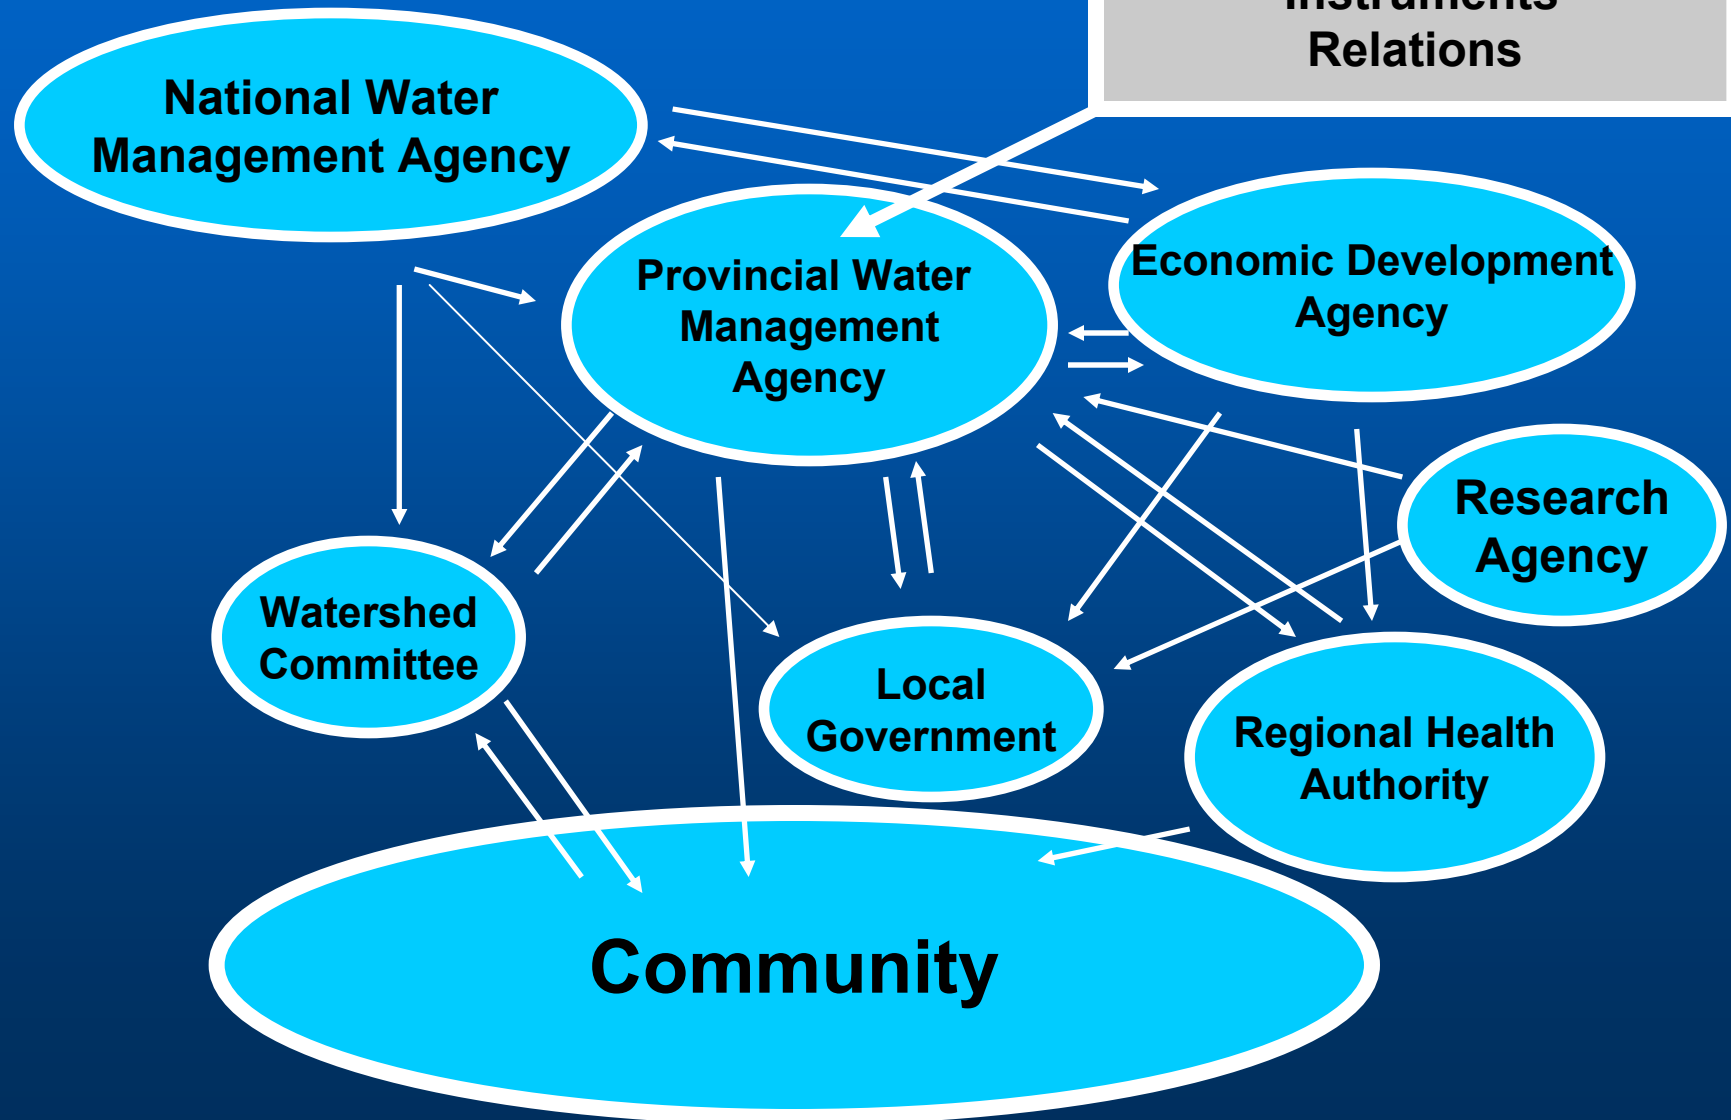 Instruments
Relations
National Water
Management Agency
Provincial Water
Management
Agency
Economic Development
Agency
Research
Agency
Watershed
Committee
Local
Government
Regional Health
Authority
Community